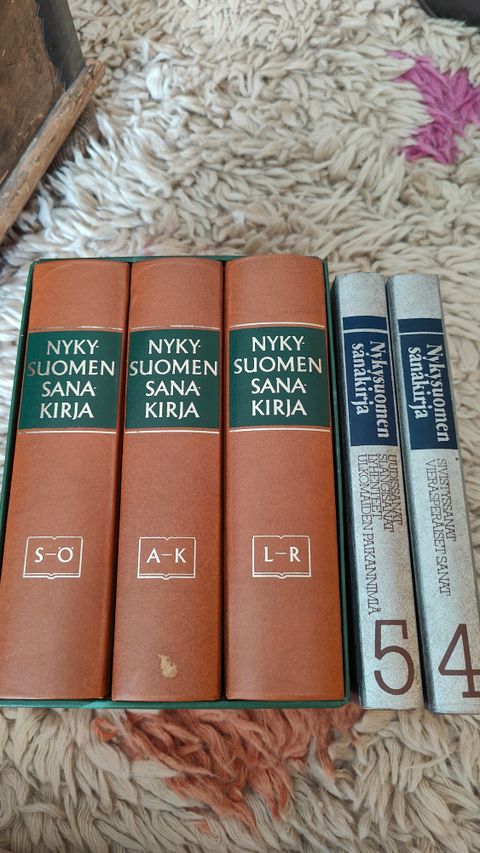 NYKY-
SUOMEN
SANA-
KIRJA
S–Ö
NYKY-
SUOMEN
SANA-
KIRJA
A–K
NYKY-
SUOMEN
SANA-
KIRJA
L–R
Nykysuomen
sanakirja
UUDISSANAT
SLANGISANAT
LYHENTEET
ULKOMAIDEN PAIKANNIMIÄ
5
Nykysuomen
sanakirja
SIVISTYSSANAT
VIERASPERÄISET SANAT
4